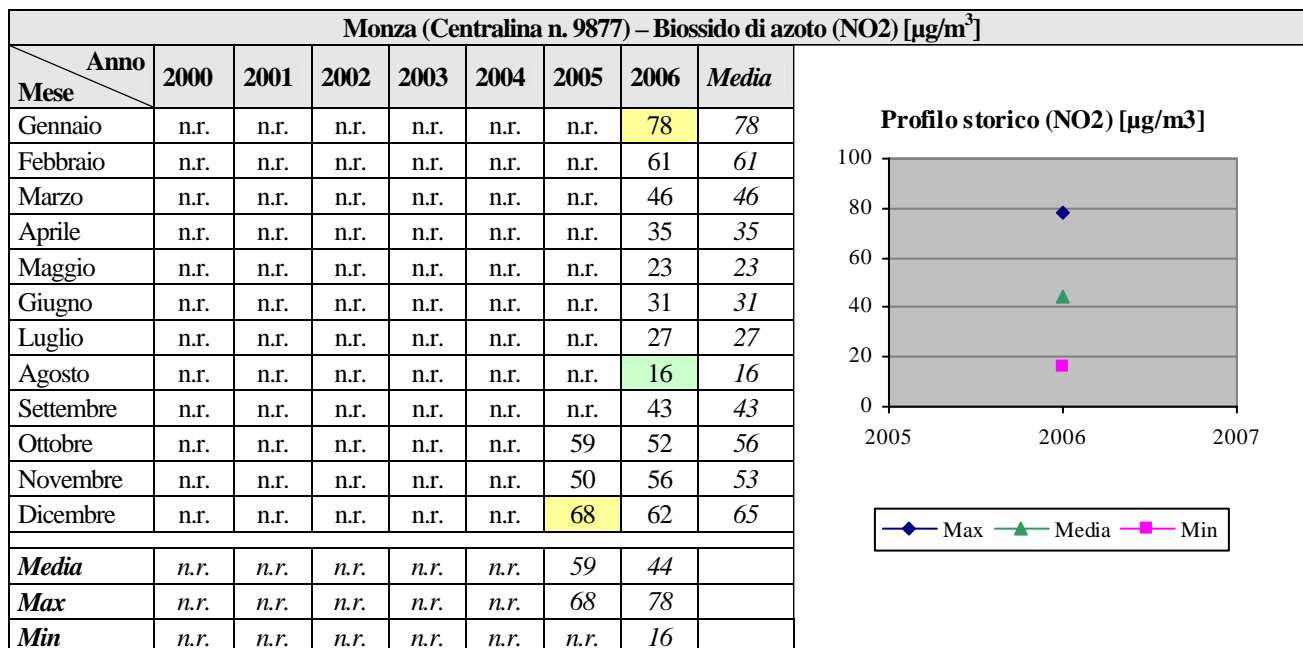 Monza (Centralina n. 9877) – Biossido di azoto (NO2) [µg/m3]
Anno Mese 2000 2001 2002 2003 2004 2005 2006 Media
Gennaio n.r. n.r. n.r. n.r. n.r. n.r. 78 78
Febbraio n.r. n.r. n.r. n.r. n.r. n.r. 61 61
Marzo n.r. n.r. n.r. n.r. n.r. n.r. 46 46
Aprile n.r. n.r. n.r. n.r. n.r. n.r. 35 35
Maggio n.r. n.r. n.r. n.r. n.r. n.r. 23 23
Giugno n.r. n.r. n.r. n.r. n.r. n.r. 31 31
Luglio n.r. n.r. n.r. n.r. n.r. n.r. 27 27
Agosto n.r. n.r. n.r. n.r. n.r. n.r. 16 16
Settembre n.r. n.r. n.r. n.r. n.r. n.r. 43 43
Ottobre n.r. n.r. n.r. n.r. n.r. 59 52 56
Novembre n.r. n.r. n.r. n.r. n.r. 50 56 53
Dicembre n.r. n.r. n.r. n.r. n.r. 68 62 65
Media n.r. n.r. n.r. n.r. n.r. 59 44
Max n.r. n.r. n.r. n.r. n.r. 68 78
Min n.r. n.r. n.r. n.r. n.r. n.r. 16
Profilo storico (NO2) [µg/m3]
100
80
60
40
20
0
2005 2006 2007
Max Media Min